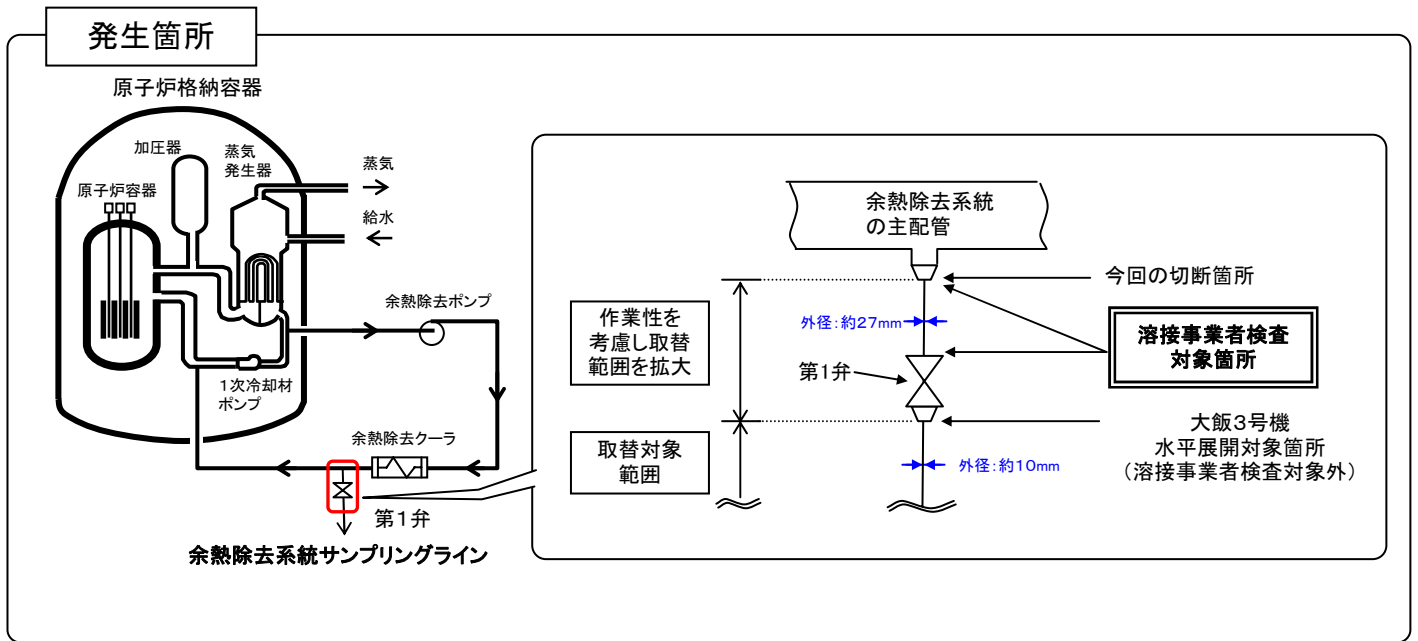 発生箇所
原子炉格納容器
加圧器
蒸気
発生器
原子炉容器
蒸気
給水
余熱除去ポンプ
1次冷却材
ポンプ
余熱除去クーラ
第1弁
余熱除去系統サンプリングライン
余熱除去系統
の主配管
今回の切断箇所
作業性を
考慮し取替
範囲を拡大
外径:約27mm
溶接事業者検査
対象箇所
第1弁
大飯3号機
水平展開対象箇所
(溶接事業者検査対象外)
取替対象
範囲
外径:約10mm